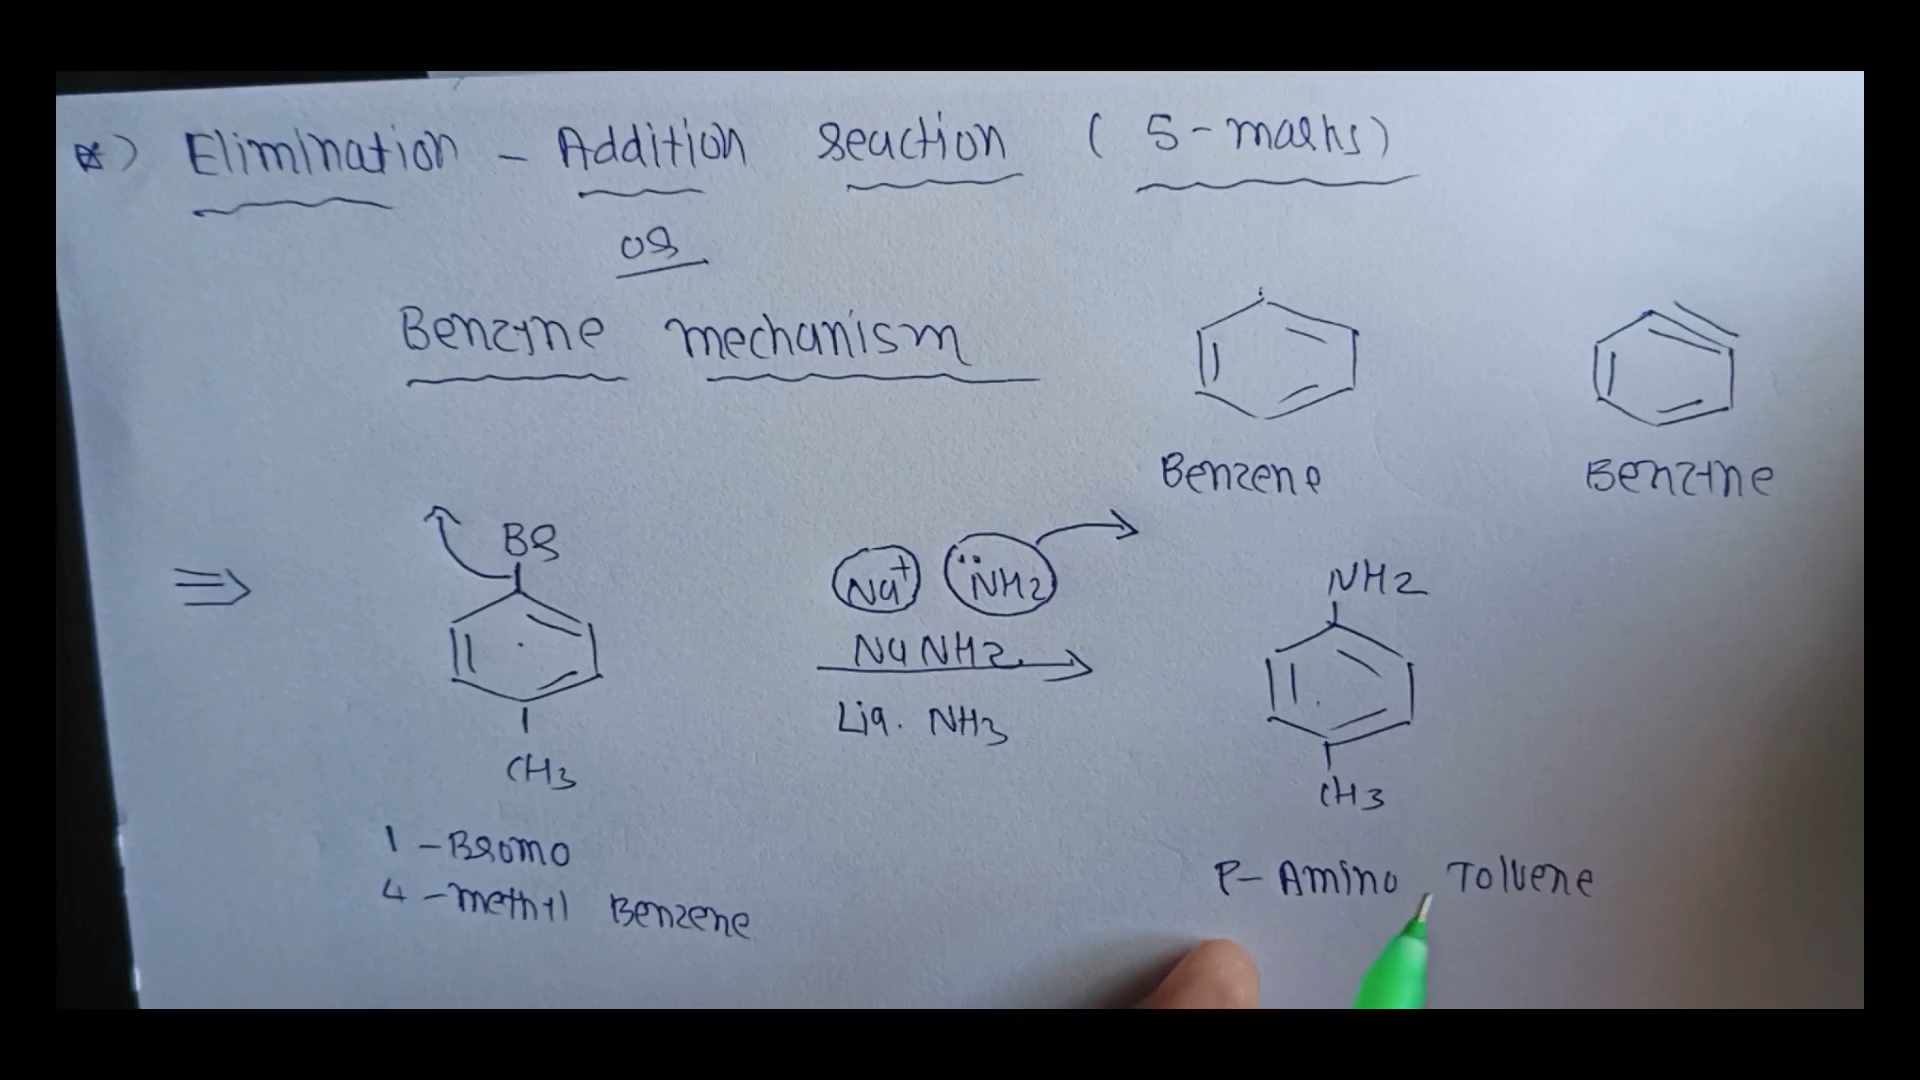 *) Elimination - Addition reaction ( 5 - marks )
or
Benzyne mechanism
Benzene
Benzyne
Br
CH3
Na+ :NH2
NaNH2
Liq. NH3
NH2
CH3
1 - Bromo
4 - methyl Benzene
P - Amino Toluene